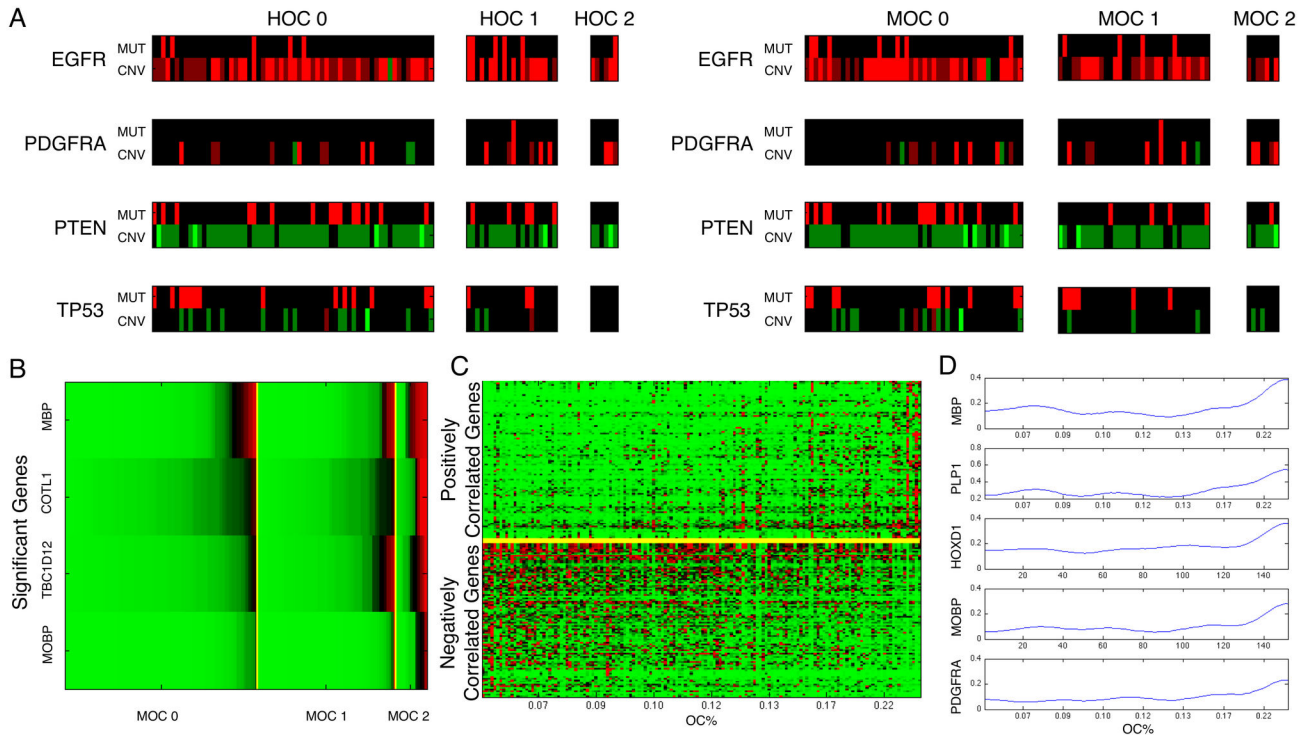 A
HOC 0
HOC 1
HOC 2
MOC 0
MOC 1
MOC 2
EGFR
MUT
CNV
EGFR
MUT
CNV
PDGFRA
MUT
CNV
PDGFRA
MUT
CNV
PTEN
MUT
CNV
PTEN
MUT
CNV
TP53
MUT
CNV
TP53
MUT
CNV
B
Significant Genes
MBP
COTL1
TBC1D12
MOBP
MOC 0
MOC 1
MOC 2
C
Positively
Correlated Genes
Negatively
Correlated Genes
0.07 0.09 0.10 0.12 0.13 0.17 0.22
OC%
D
MBP
0.4
0.2
0
0.07 0.09 0.10 0.12 0.13 0.17 0.22
PLP1
0.8
0.6
0.4
0.2
0.07 0.09 0.10 0.12 0.13 0.17 0.22
HOXD1
0.4
0.2
0
20 40 60 80 100 120 140
MOBP
0.4
0.2
0
20 40 60 80 100 120 140
PDGFRA
0.4
0.2
0
0.07 0.09 0.10 0.12 0.13 0.17 0.22
OC%